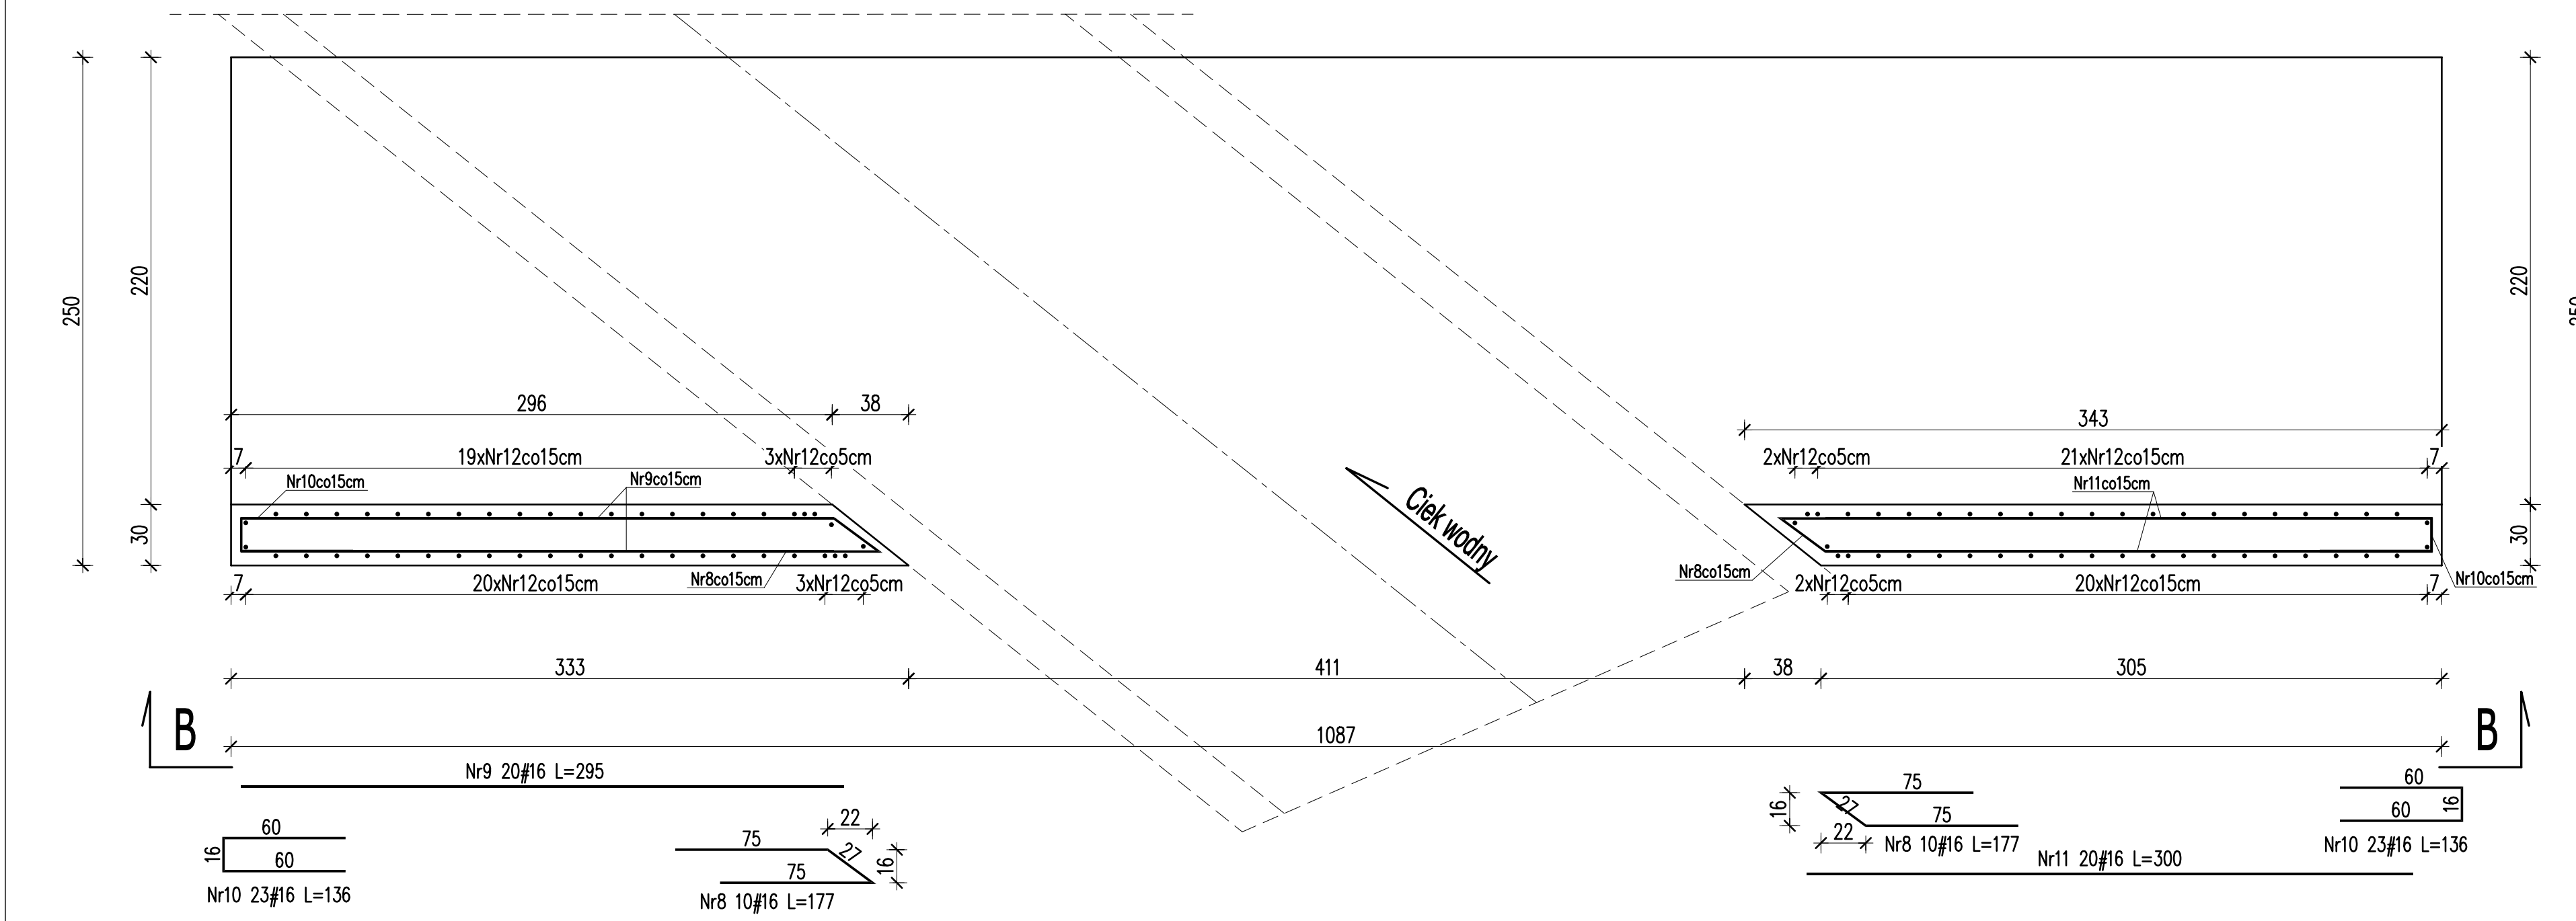 250
220
30
296
38
7
19xNr12co15cm
3xNr12co5cm
Nr10co15cm
Nr9co15cm
7
20xNr12co15cm
Nr8co15cm
3xNr12co5cm
Ciek wodny
343
2xNr12co5cm
21xNr12co15cm
7
Nr11co15cm
Nr8co15cm
2xNr12co5cm
20xNr12co15cm
7
Nr10co15cm
220
30
333
411
38
305
1087
B
B
Nr9 20#16 L=295
60
16
60
Nr10 23#16 L=136
22
75
27
16
75
Nr8 10#16 L=177
75
27
16
75
22
Nr8 10#16 L=177
Nr11 20#16 L=300
60
60
16
Nr10 23#16 L=136